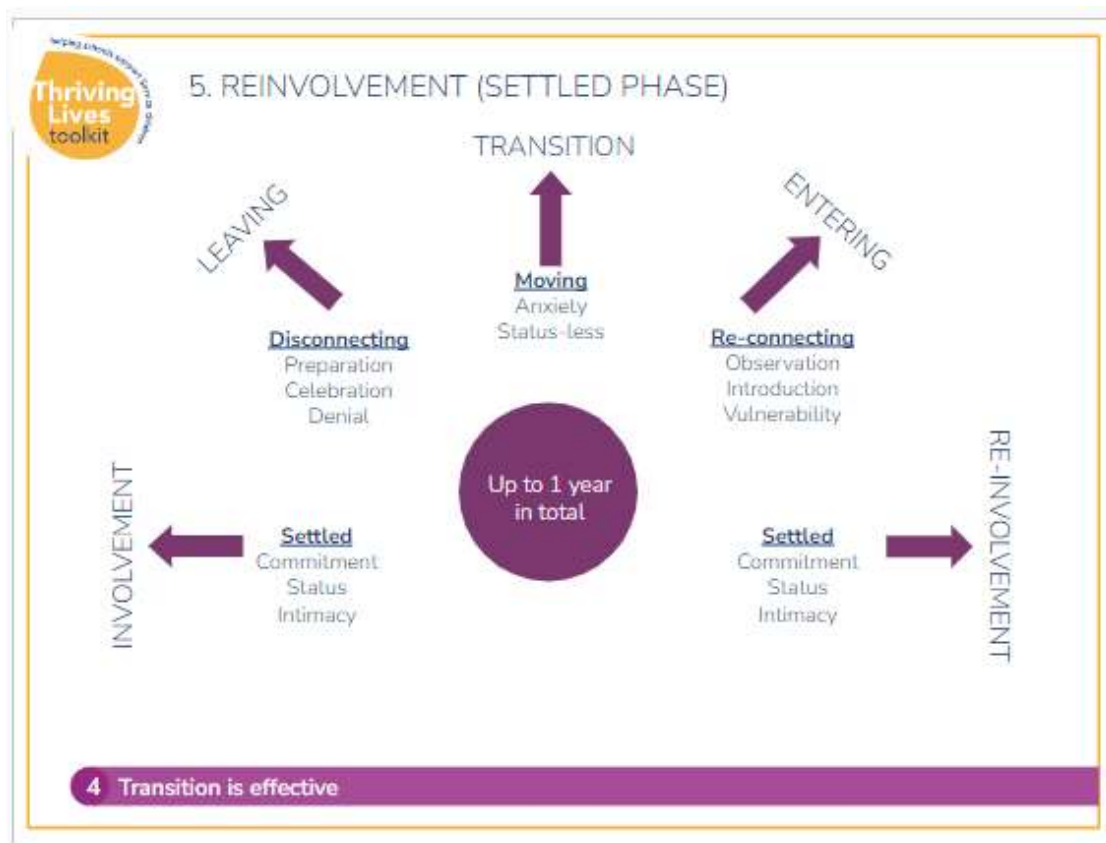 Thriving
Lives
toolkit
5. REINVOLVEMENT (SETTLED PHASE)
TRANSITION
LEAVING
ENTERING
Moving
Anxiety
Status-less
Disconnecting
Preparation
Celebration
Denial
Re-connecting
Observation
Introduction
Vulnerability
Up to 1 year
in total
INVOLVEMENT
Settled
Commitment
Status
Intimacy
Settled
Commitment
Status
Intimacy
RE-INVOLVEMENT
4 Transition is effective